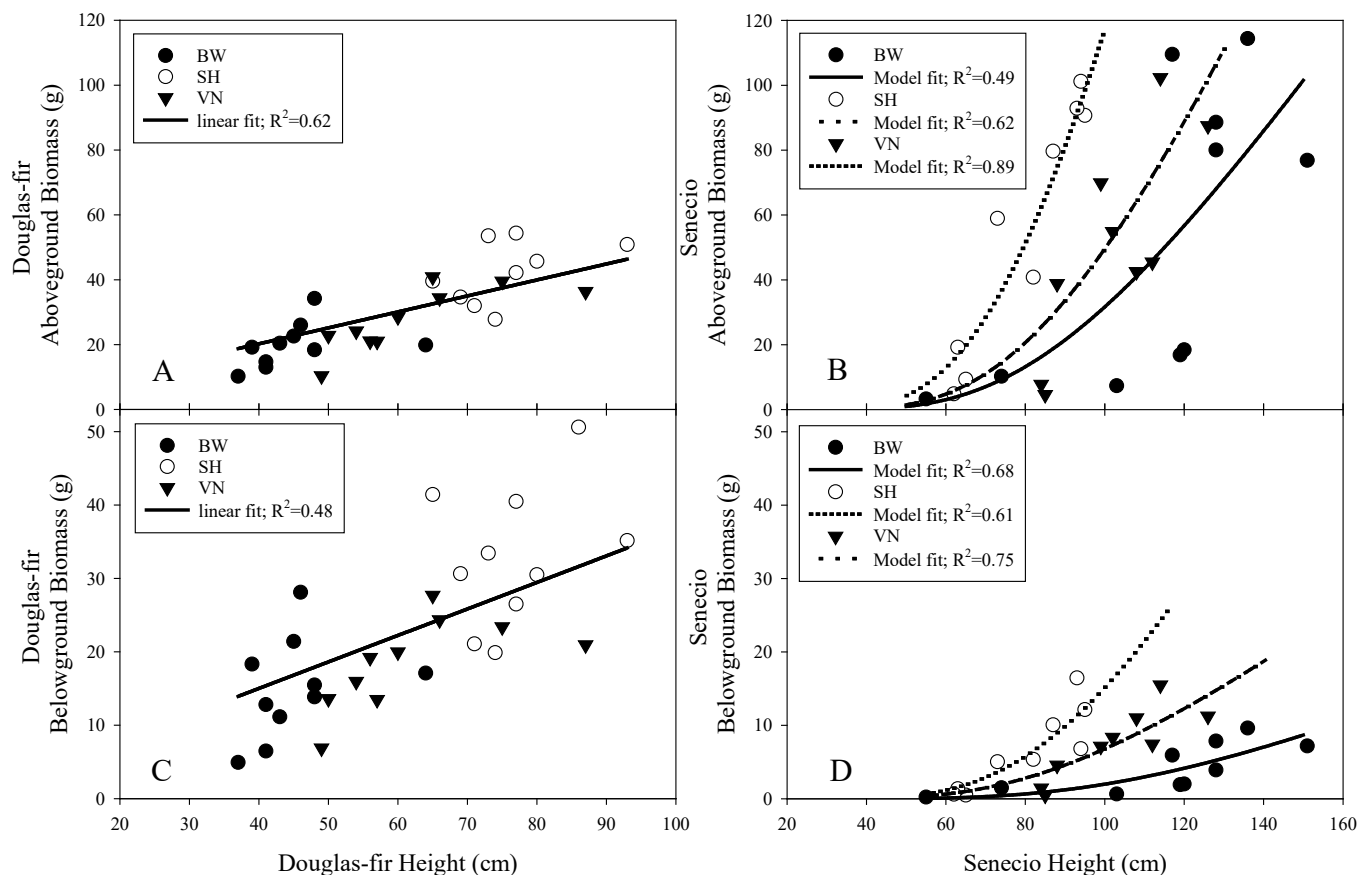 Douglas-fir
Aboveground Biomass (g)
120
100
80
60
40
20
0
BW
SH
VN
linear fit; R²=0.62
A
Senecio
Aboveground Biomass (g)
120
100
80
60
40
20
0
BW
Model fit; R²=0.49
SH
Model fit; R²=0.62
VN
Model fit; R²=0.89
B
Douglas-fir
Belowground Biomass (g)
50
40
30
20
10
0
BW
SH
VN
linear fit; R²=0.48
C
20 30 40 50 60 70 80 90 100
Douglas-fir Height (cm)
Senecio
Belowground Biomass (g)
50
40
30
20
10
0
BW
Model fit; R²=0.68
SH
Model fit; R²=0.61
VN
Model fit; R²=0.75
D
20 40 60 80 100 120 140 160
Senecio Height (cm)